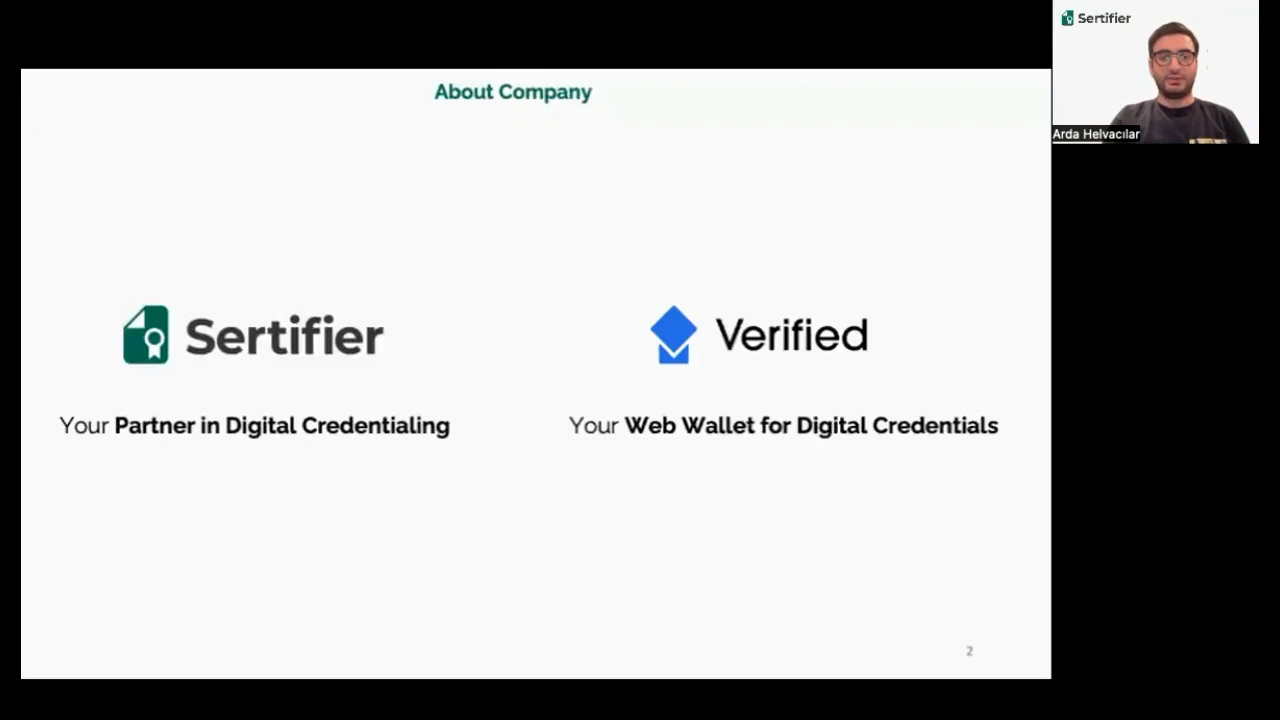 About Company
Sertifier
Your Partner in Digital Credentialing
Verified
Your Web Wallet for Digital Credentials
2
Sertifier
Arda Helvacılar